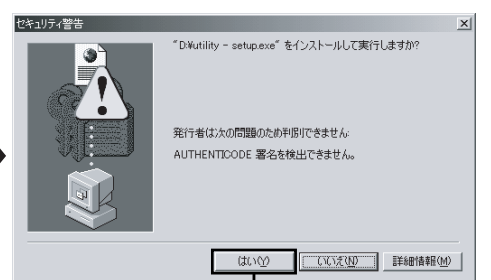 セキュリティ警告
"D:¥utility - setup.exe" をインストールして実行しますか?
発行者は次の問題のため判別できません:
AUTHENTICODE 署名を検出できません。
はい(Y) いいえ(N) 詳細情報(M)